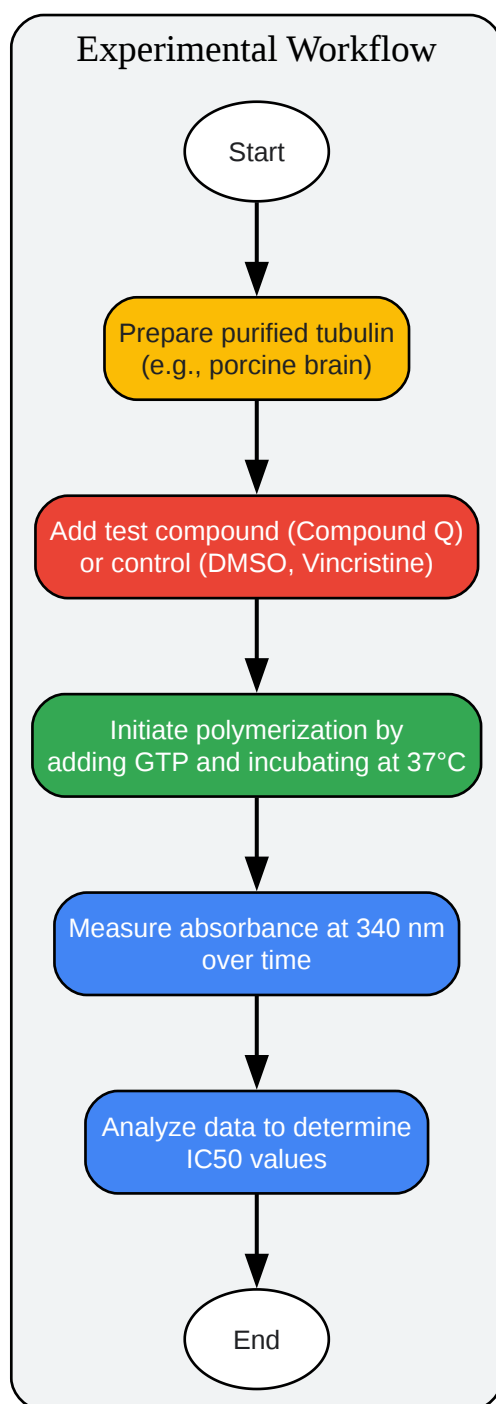 Experimental Workflow
Start
Prepare purified tubulin
(e.g., porcine brain)
Add test compound (Compound Q)
or control (DMSO, Vincristine)
Initiate polymerization by
adding GTP and incubating at 37°C
Measure absorbance at 340 nm
over time
Analyze data to determine
IC50 values
End